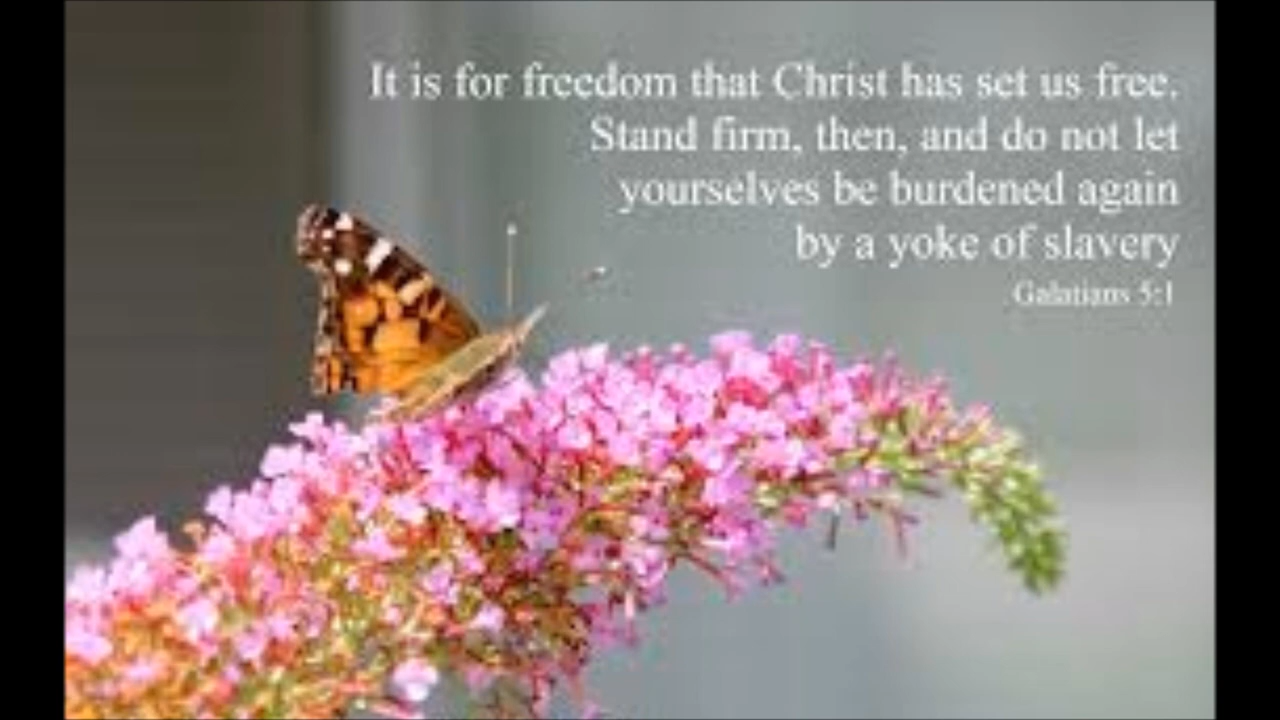 It is for freedom that Christ has set us free.
Stand firm, then, and do not let
yourselves be burdened again
by a yoke of slavery
Galatians 5:1